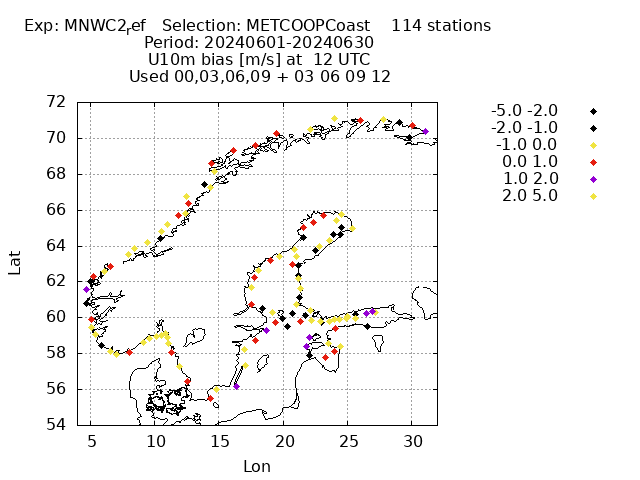 Exp: MNWC2ref Selection: METCOOPCoast 114 stations
Period: 20240601-20240630
U10m bias [m/s] at 12 UTC
Used 00,03,06,09 + 03 06 09 12
72
70
68
66
64
62
60
58
56
54
Lat
5 10 15 20 25 30
Lon
-5.0 -2.0
-2.0 -1.0
-1.0 0.0
0.0 1.0
1.0 2.0
2.0 5.0